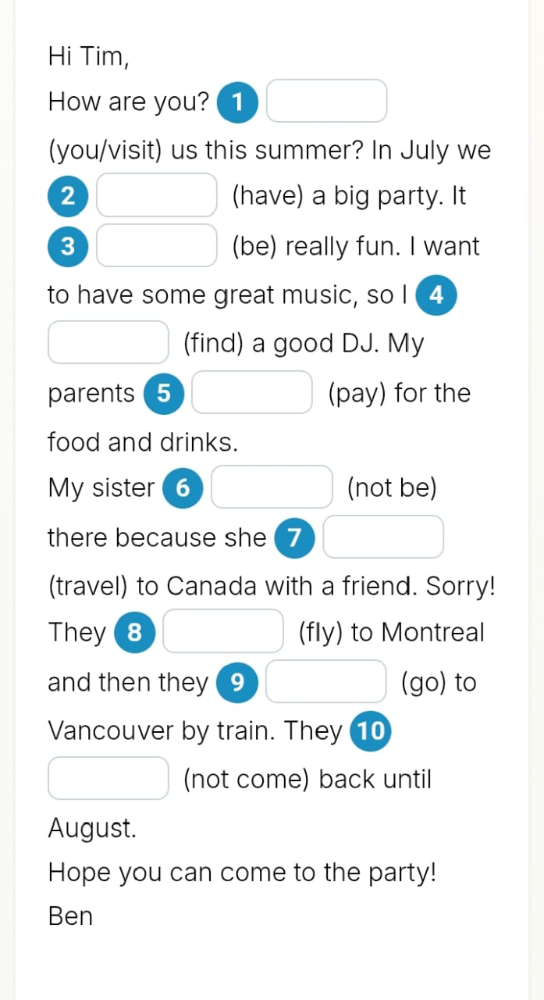 Hi Tim,
How are you? 1
(you/visit) us this summer? In July we
2 (have) a big party. It
3 (be) really fun. I want
to have some great music, so I 4
(find) a good DJ. My
parents 5 (pay) for the
food and drinks.
My sister 6 (not be)
there because she 7
(travel) to Canada with a friend. Sorry!
They 8 (fly) to Montreal
and then they 9 (go) to
Vancouver by train. They 10
(not come) back until
August.
Hope you can come to the party!
Ben